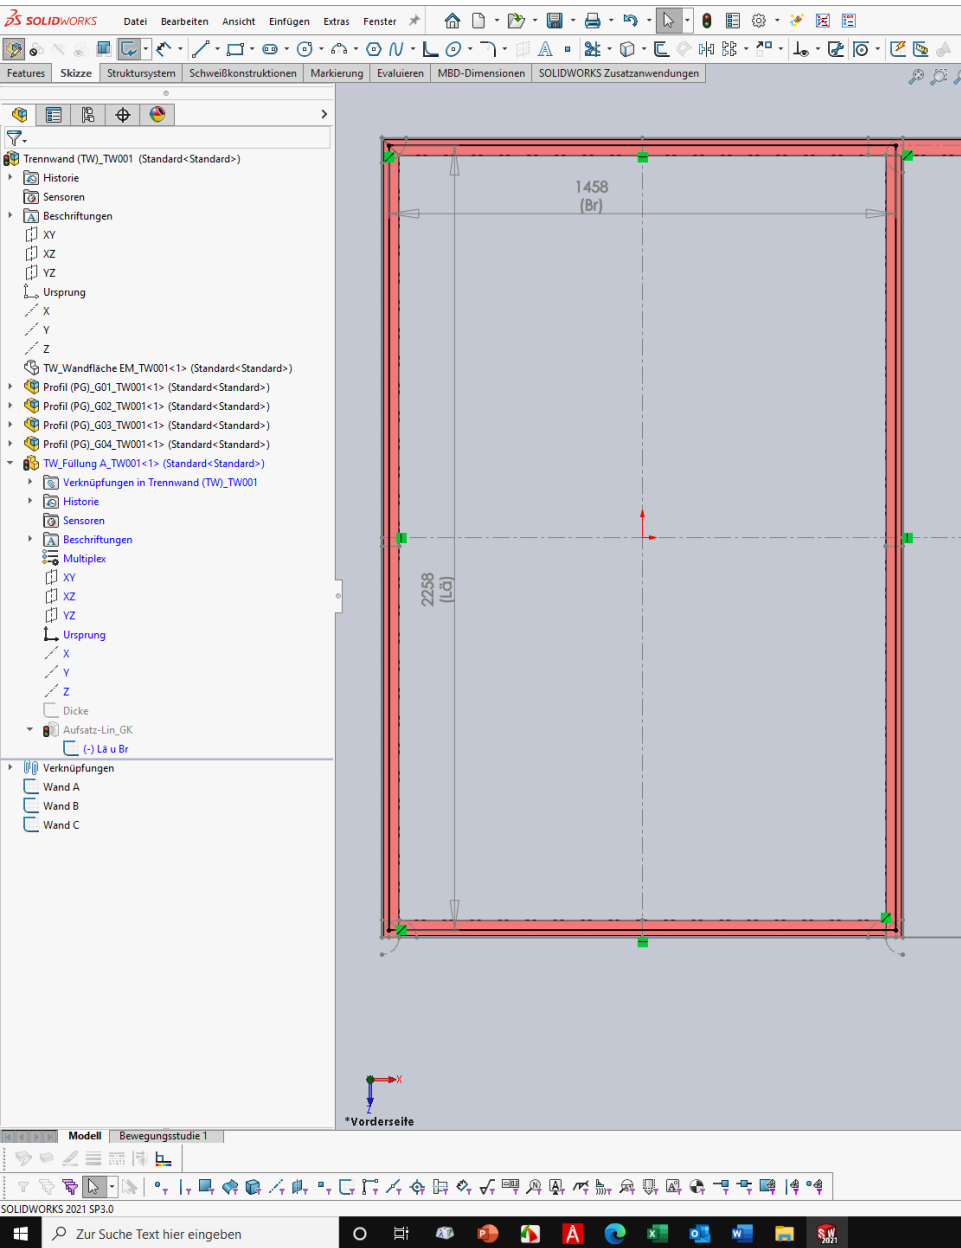 SOLIDWORKS Datei Bearbeiten Ansicht Einfügen Extras Fenster
Features Skizze Struktursystem Schweißkonstruktionen Markierung Evaluieren MBD-Dimensionen SOLIDWORKS Zusatzanwendungen
Trennwand (TW)_TW001 (Standard<Standard>)
Historie
Sensoren
Beschriftungen
XY
XZ
YZ
Ursprung
X
Y
Z
TW_Wandfläche EM_TW001<1> (Standard<Standard>)
Profil (PG)_G01_TW001<1> (Standard<Standard>)
Profil (PG)_G02_TW001<1> (Standard<Standard>)
Profil (PG)_G03_TW001<1> (Standard<Standard>)
Profil (PG)_G04_TW001<1> (Standard<Standard>)
TW_Füllung A_TW001<1> (Standard<Standard>)
Verknüpfungen in Trennwand (TW)_TW001
Historie
Sensoren
Beschriftungen
Multiplex
XY
XZ
YZ
Ursprung
X
Y
Z
Dicke
Aufsatz-Lin_GK
(-) Lä u Br
Verknüpfungen
Wand A
Wand B
Wand C
1458
(Br)
2258
(Lä)
X
Z
*Vorderseite
Modell Bewegungsstudie 1
SOLIDWORKS 2021 SP3.0
Zur Suche Text hier eingeben